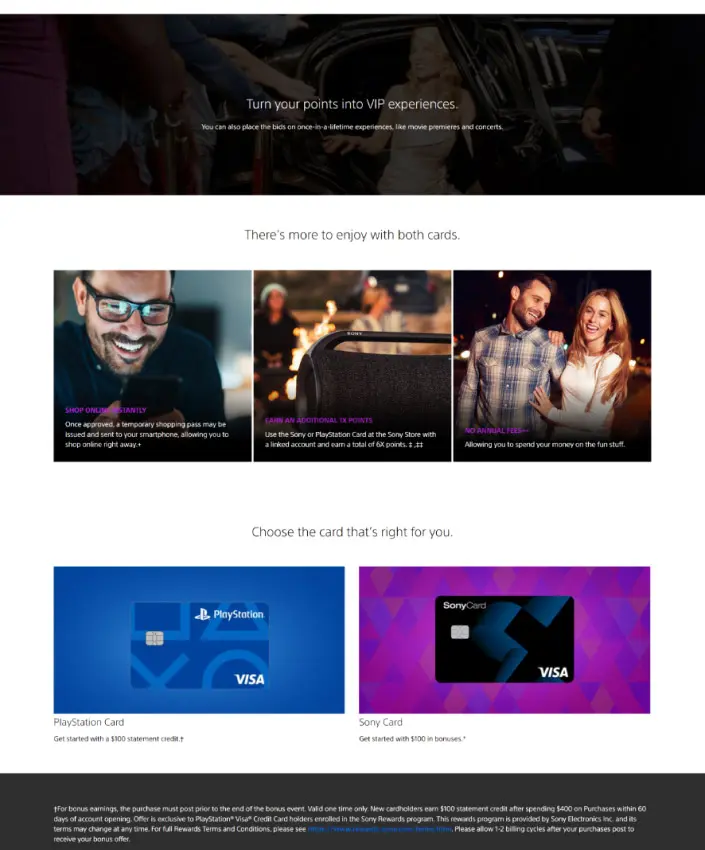 Turn your points into VIP experiences.
You can also place the bids on once-in-a-lifetime experiences, like movie premieres and concerts.
There's more to enjoy with both cards.
SHOP ONLINE INSTANTLY
Once approved, a temporary shopping pass may be
issued and sent to your smartphone, allowing you to
shop online right away.+
SONY
EARN AN ADDITIONAL 1X POINTS
Use the Sony or PlayStation Card at the Sony Store with
a linked account and earn a total of 6X points. ‡ ,‡‡
NO ANNUAL FEES
Allowing you to spend your money on the fun stuff.
Choose the card that's right for you.
PlayStation
VISA
SonyCard
VISA
PlayStation Card
Get started with a $100 statement credit.†
Sony Card
Get started with $100 in bonuses.*
†For bonus earnings, the purchase must post prior to the end of the bonus event. Valid one time only. New cardholders earn $100 statement credit after spending $400 on Purchases within 60
days of account opening. Offer is exclusive to PlayStation® Visa® Credit Card holders enrolled in the Sony Rewards program. This rewards program is provided by Sony Electronics Inc. and its
terms may change at any time. For full Rewards Terms and Conditions, please see . Please allow 1-2 billing cycles after your purchases post to
receive your bonus offer.